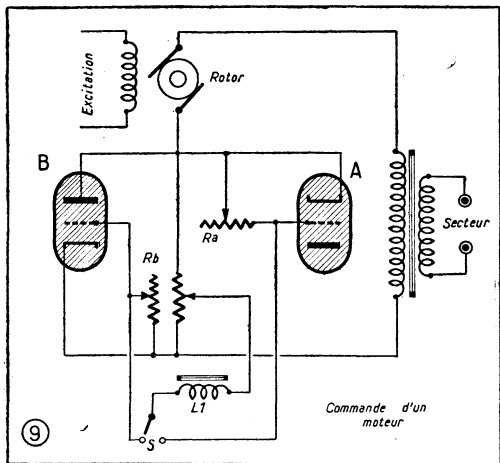 Excitation
Rotor
B
A
Ra
Rb
Secteur
L1
S
Commande d'un
moteur
9